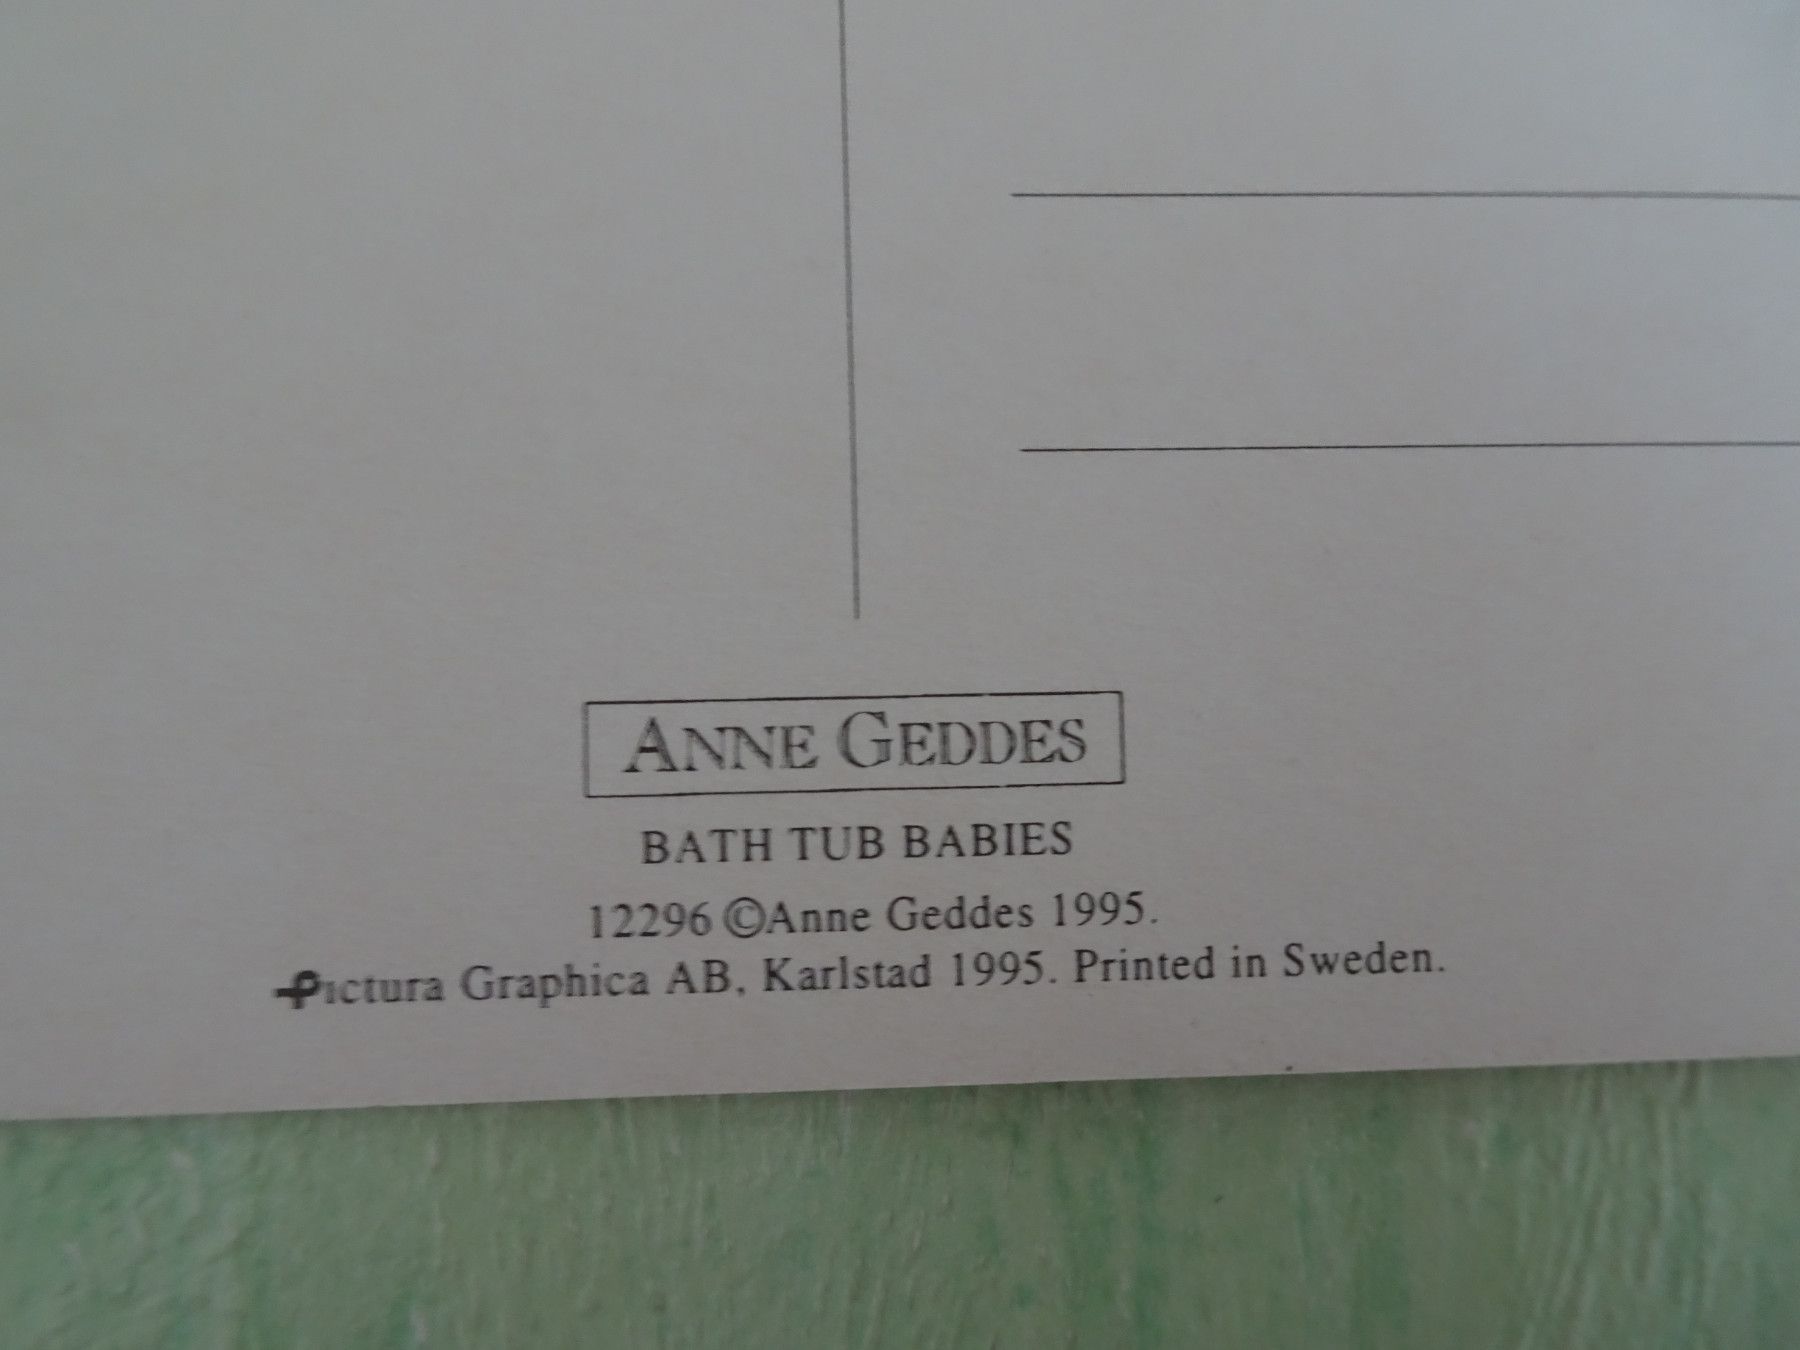 ANNE GEDDES
BATH TUB BABIES
12296 ©Anne Geddes 1995.
Pictura Graphica AB, Karlstad 1995. Printed in Sweden.